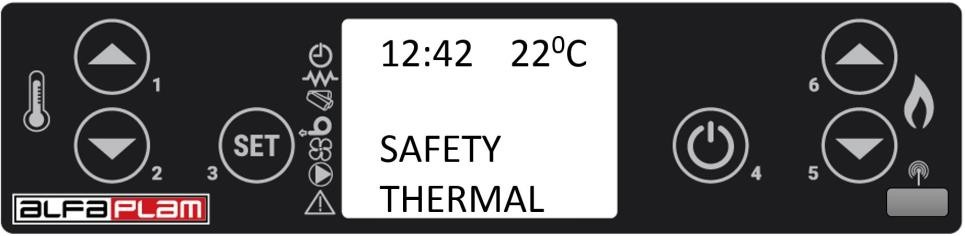 12:42 22⁰C
SAFETY
THERMAL
1
2
SET
3
4
6
5
ALFAPLAM